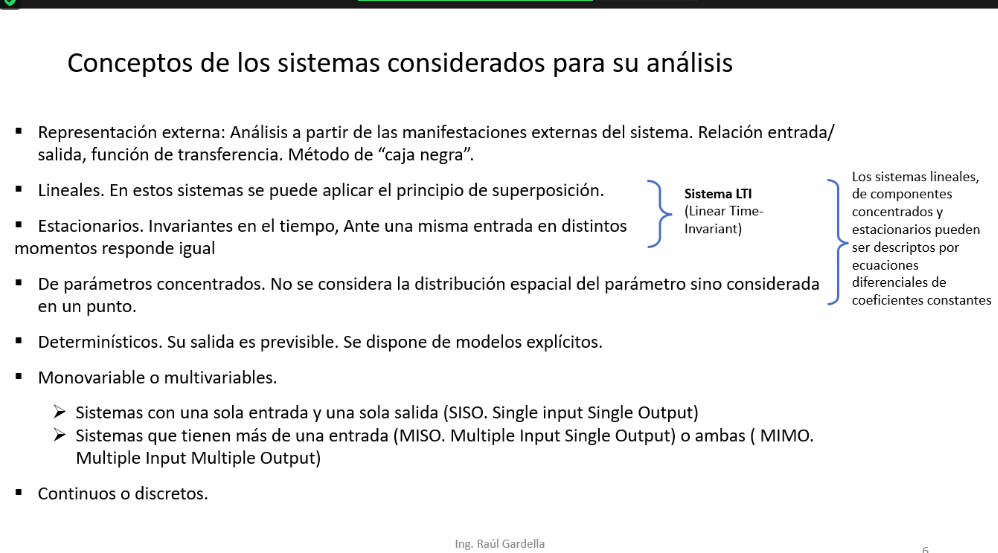 Conceptos de los sistemas considerados para su análisis
▪ Representación externa: Análisis a partir de las manifestaciones externas del sistema. Relación entrada/
salida, función de transferencia. Método de “caja negra”.
▪ Lineales. En estos sistemas se puede aplicar el principio de superposición.
▪ Estacionarios. Invariantes en el tiempo, Ante una misma entrada en distintos
momentos responde igual
Sistema LTI
(Linear Time-
Invariant)
Los sistemas lineales,
de componentes
concentrados y
estacionarios pueden
ser descriptos por
ecuaciones
diferenciales de
coeficientes constantes
▪ De parámetros concentrados. No se considera la distribución espacial del parámetro sino considerada
en un punto.
▪ Determinísticos. Su salida es previsible. Se dispone de modelos explícitos.
▪ Monovariable o multivariables.
➢ Sistemas con una sola entrada y una sola salida (SISO. Single input Single Output)
➢ Sistemas que tienen más de una entrada (MISO. Multiple Input Single Output) o ambas ( MIMO.
Multiple Input Multiple Output)
▪ Continuos o discretos.
Ing. Raúl Gardella
6